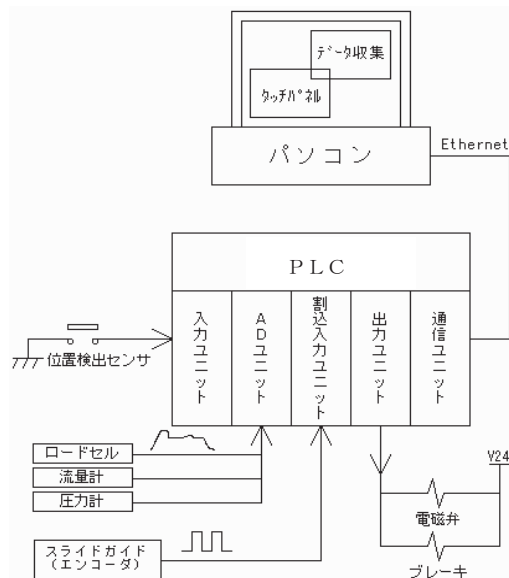 ﾃﾞｰﾀ収集
ﾀｯﾁﾊﾟﾈﾙ
パソコン
Ethernet
ＰＬＣ
入力ユニット
ＡＤユニット
割込入力ユニット
出力ユニット
通信ユニット
位置検出センサ
ロードセル
流量計
圧力計
スライドガイド
（エンコーダ）
V24
電磁弁
ブレーキ